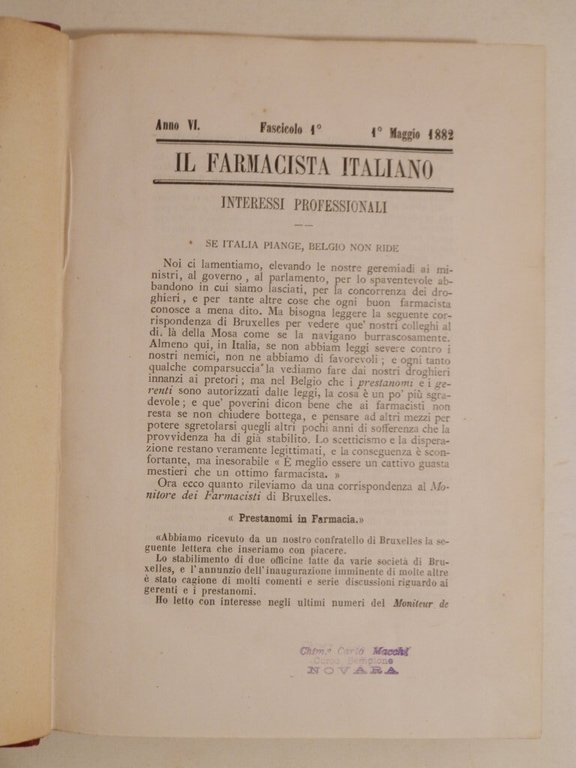 Anno VI. Fascicolo 1° 1° Maggio 1882
IL FARMACISTA ITALIANO
INTERESSI PROFESSIONALI
SE ITALIA PIANGE, BELGIO NON RIDE
Noi ci lamentiamo, elevando le nostre geremiadi ai mi-
nistri, al governo, al parlamento, per lo spaventevole ab-
bandono in cui siamo lasciati, per la concorrenza dei dro-
ghieri, e per tante altre cose che ogni buon farmacista
conosce a mena dito. Ma bisogna leggere la seguente cor-
rispondenza di Bruxelles per vedere que' nostri colleghi al
di là della Mosa come se la navigano burrascosamente.
Almeno qui, in Italia, se non abbiam leggi severe contro i
nostri nemici, non ne abbiamo di favorevoli; e ogni tanto
qualche comparsuccia la vediamo fare dai nostri droghieri
innanzi ai pretori; ma nel Belgio che i prestanomi e i ge-
renti sono autorizzati dalle leggi, la cosa è un po' più sgra-
devole; e que' poverini dicon bene che ai farmacisti non
resta se non chiudere bottega, e pensare ad altri mezzi per
potere sgretolarsi quegli altri pochi anni di sofferenza che la
provvidenza ha di già stabilito. Lo scetticismo e la dispera-
zione restano veramente legittimati, e la conseguenza è scon-
fortante, ma inesorabile « È meglio essere un cattivo guasta
mestieri che un ottimo farmacista. »
Ora ecco quanto rileviamo da una corrispondenza al Mo-
nitore dei Farmacisti di Bruxelles.
« Prestanomi in Farmacia.»
«Abbiamo ricevuto da un nostro confratello di Bruxelles la se-
guente lettera che inseriamo con piacere.
Lo stabilimento di due officine fatte da varie società di Bru-
xelles, e l'annunzio dell'inaugurazione imminente di molte altre
è stato cagione di molti comenti e serie discussioni riguardo ai
gerenti e i prestanomi.
Ho letto con interesse negli ultimi numeri del Moniteur de
Chim.e Carlo Macchi
Corso Sempione
NOVARA